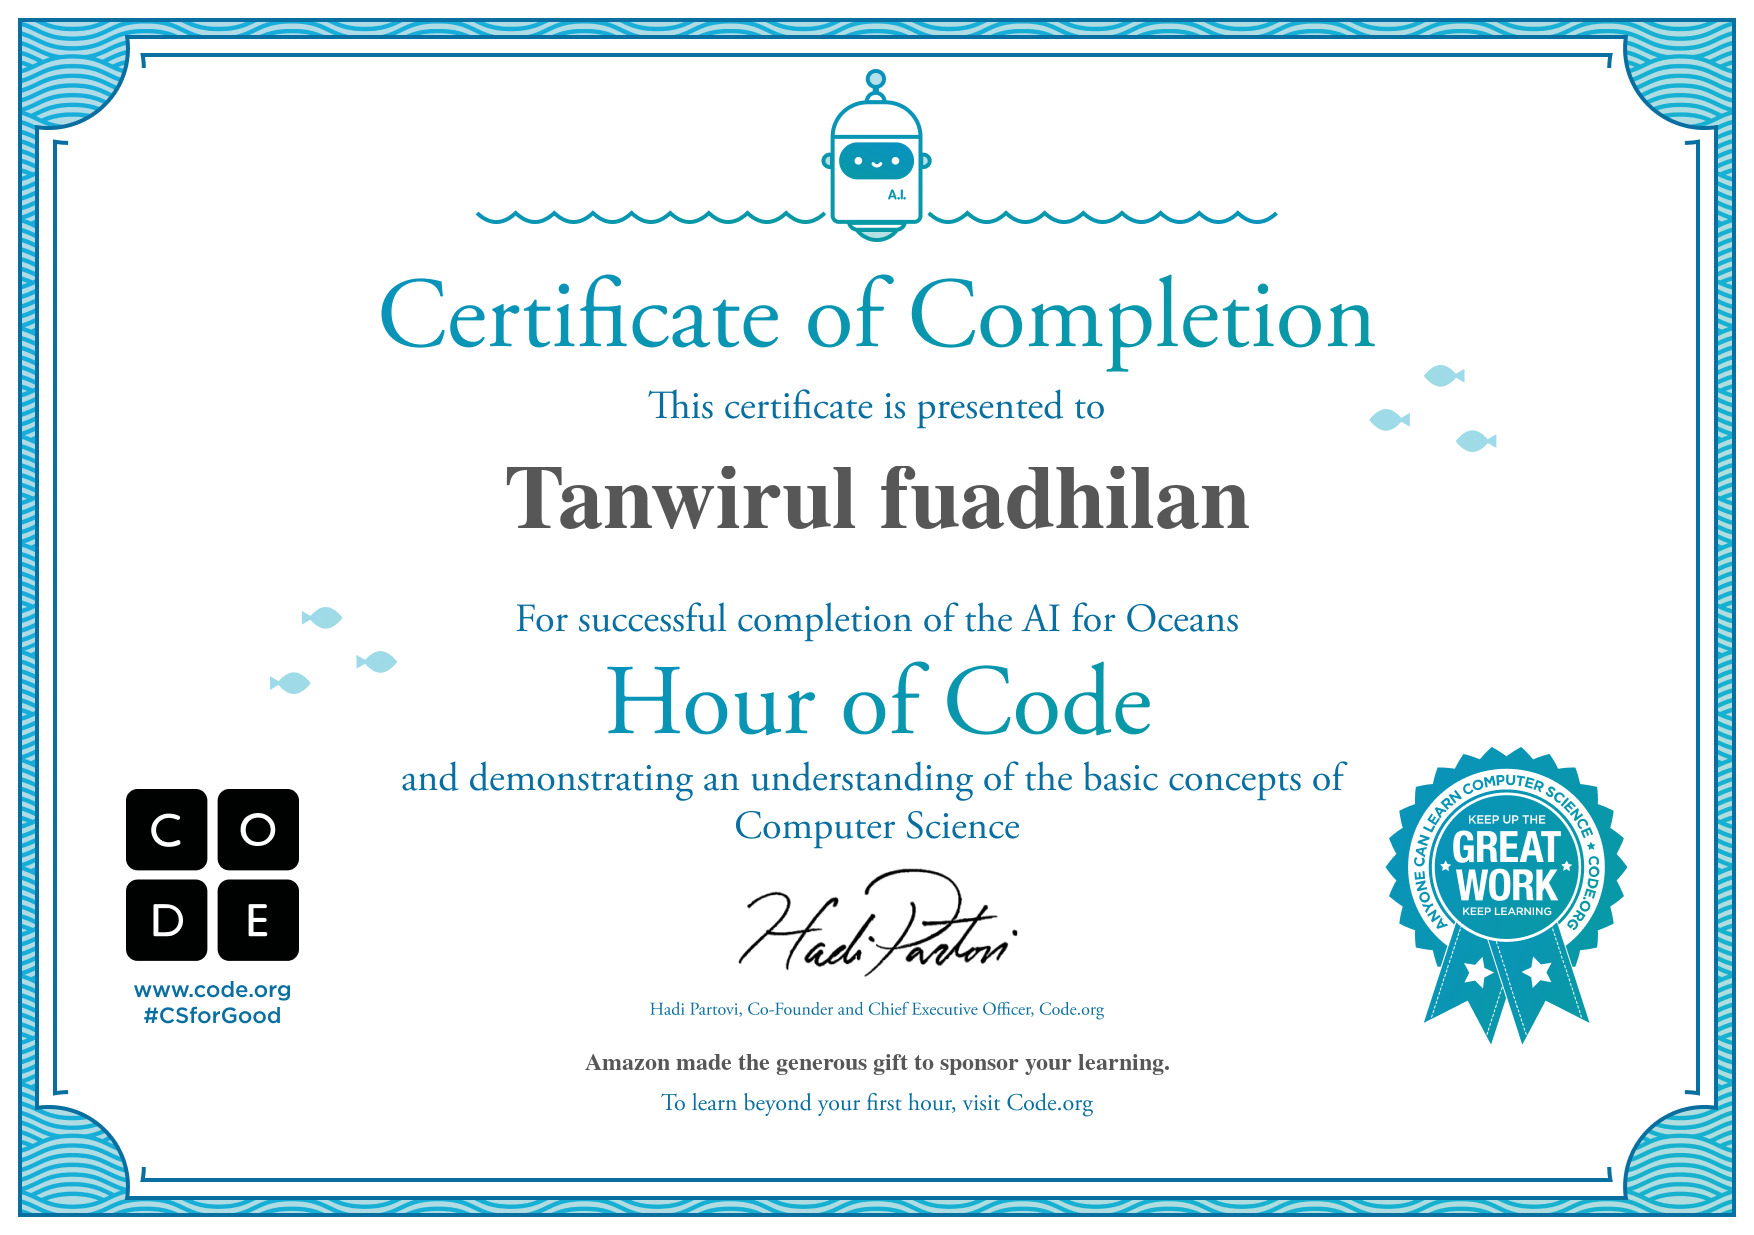 A.I.
Certificate of Completion
This certificate is presented to
Tanwirul fuadhilan
For successful completion of the AI for Oceans
Hour of Code
and demonstrating an understanding of the basic concepts of
Computer Science
Hadi Partovi
Hadi Partovi, Co-Founder and Chief Executive Officer, Code.org
Amazon made the generous gift to sponsor your learning.
To learn beyond your first hour, visit Code.org
C O
D E
www.code.org
#CSforGood
ANYONE CAN LEARN COMPUTER SCIENCE ★ CODE.ORG
KEEP UP THE
GREAT
WORK
KEEP LEARNING